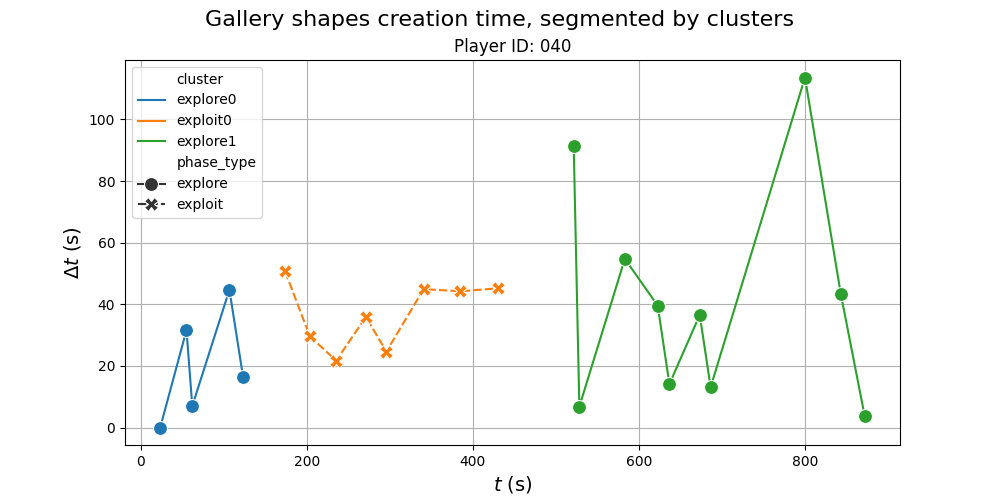 Gallery shapes creation time, segmented by clusters
Player ID: 040
cluster
explore0
exploit0
explore1
phase_type
explore
exploit
Δt (s)
100
80
60
40
20
0
0 200 400 600 800
t (s)